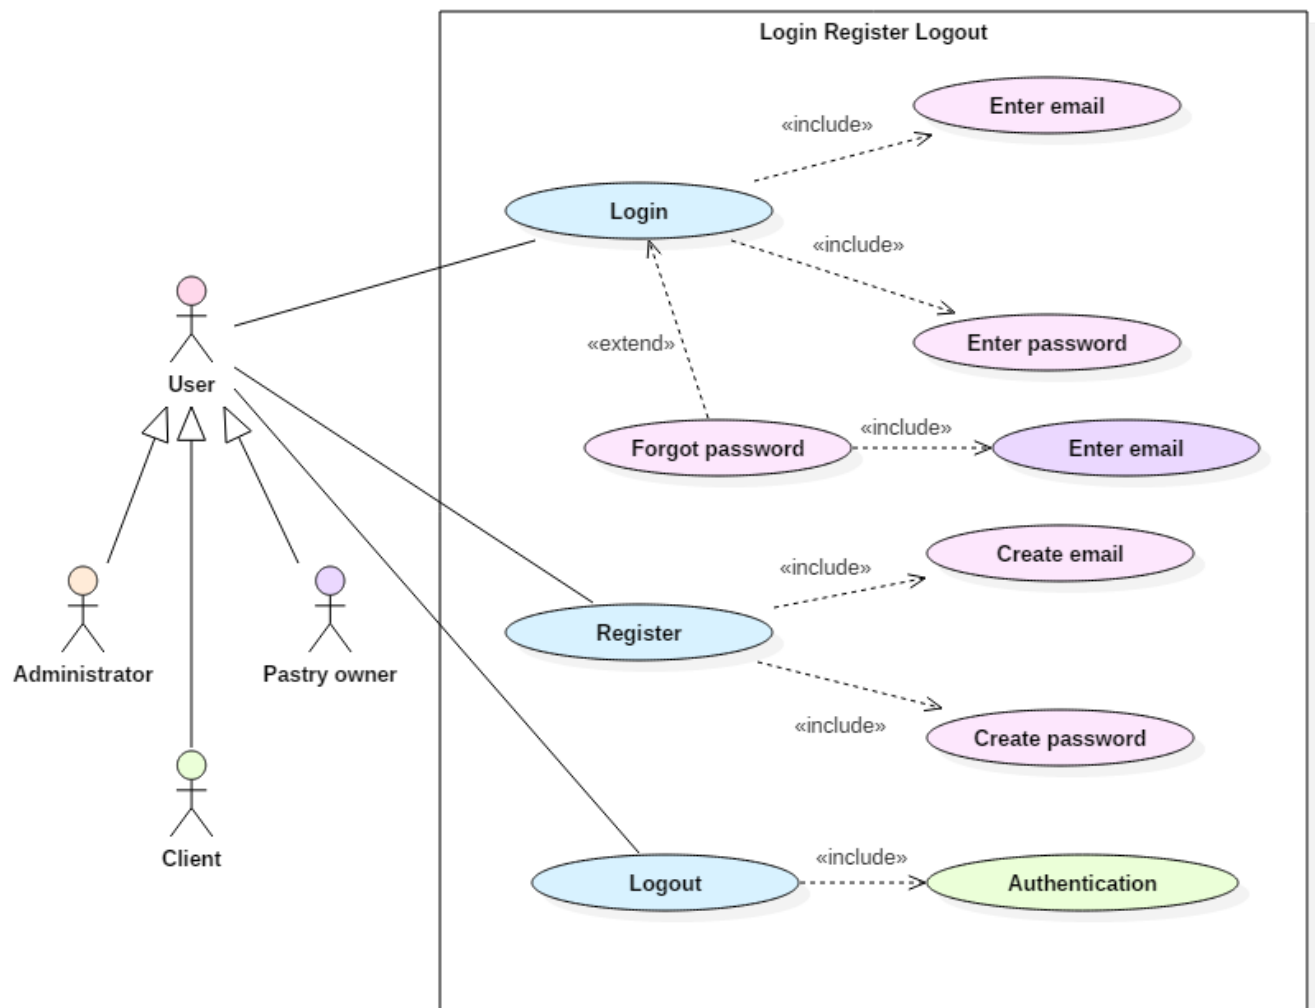 Login Register Logout
Enter email
«include»
Login
«include»
Enter password
«extend»
User
Forgot password
«include»
Enter email
Create email
«include»
Register
Administrator
Pastry owner
«include»
Create password
Client
Logout
«include»
Authentication